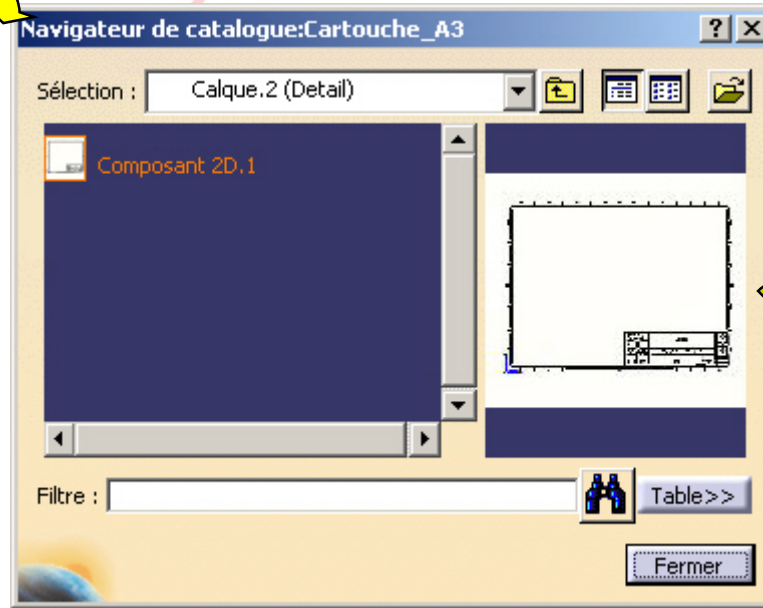 Navigateur de catalogue:Cartouche_A3
Sélection : Calque.2 (Detail)
Composant 2D.1
Filtre :
Table>>
Fermer